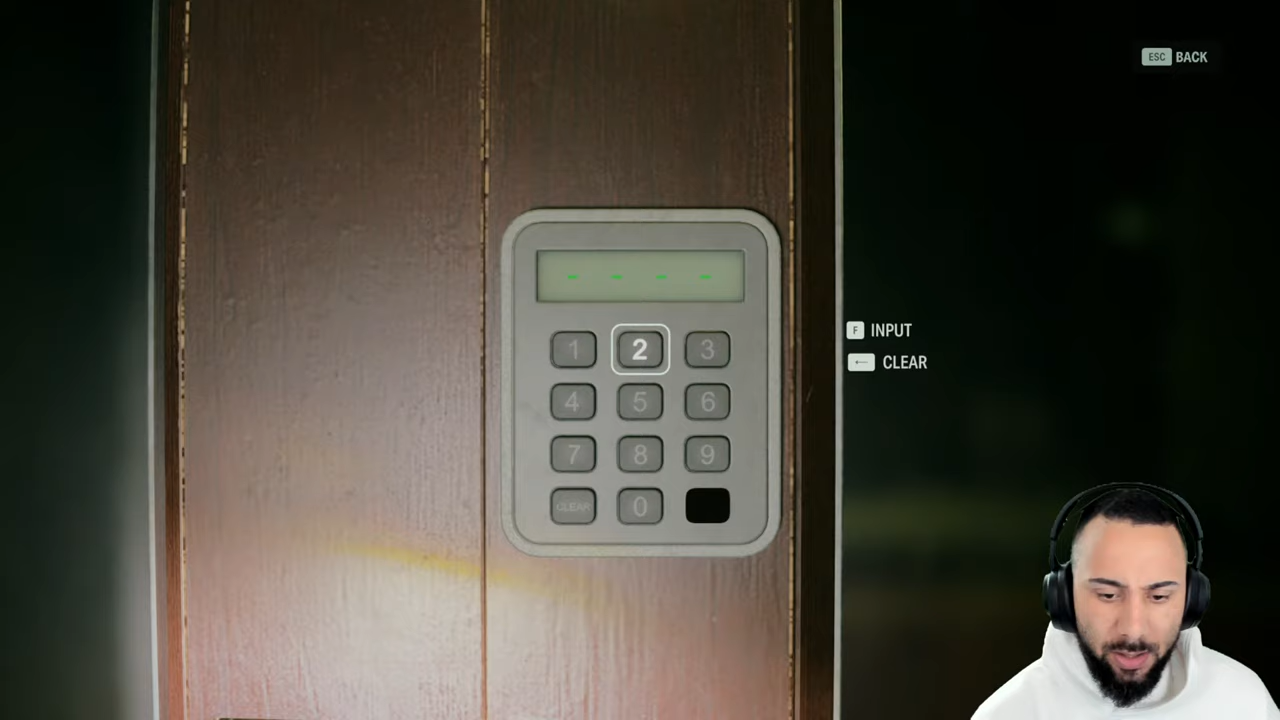 ESC BACK
- - - -
1 2 3
F INPUT
← CLEAR
4 5 6
7 8 9
CLEAR 0